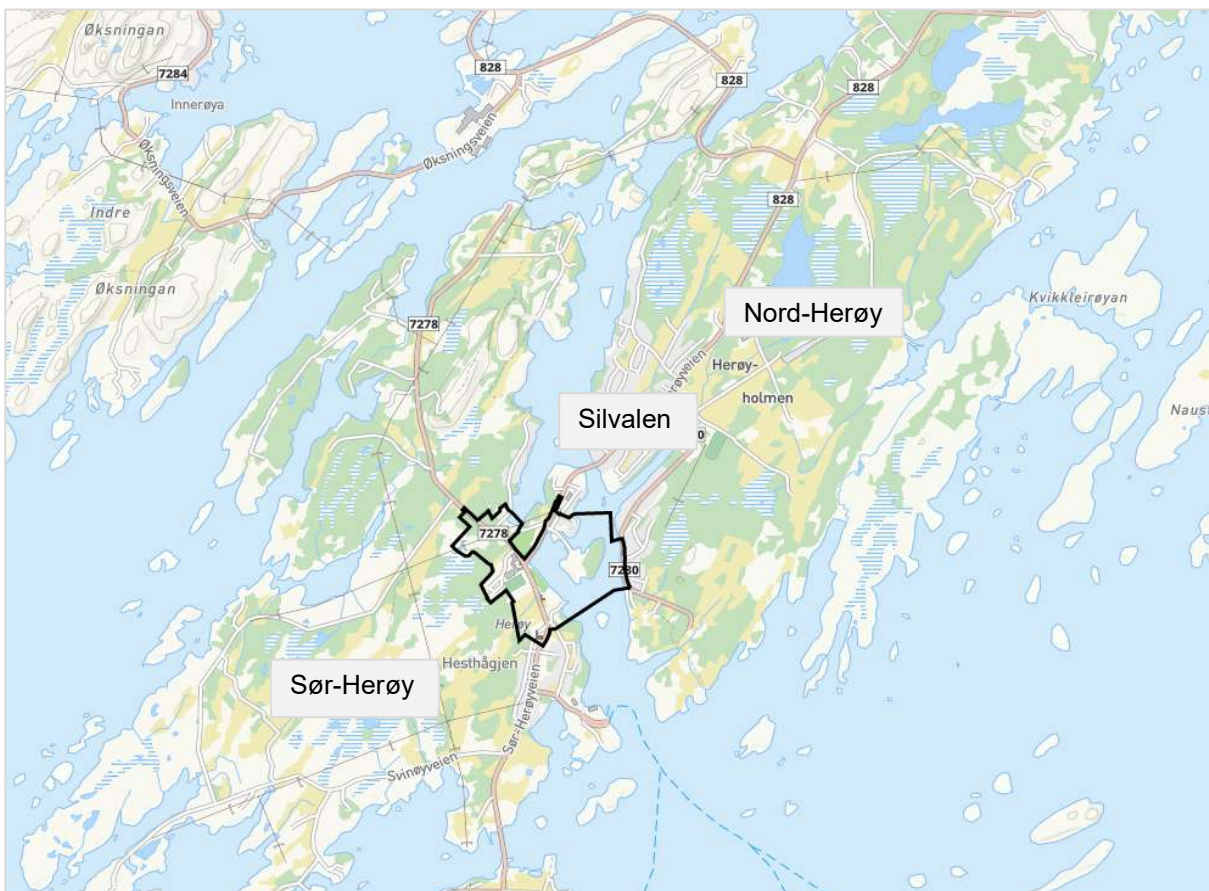 Øksningan
7284
Innerøya
828
828
828
Øksningsveien
Øksningsveien
Indre
Øksningan
828
Kvikkleirøyan
7278
Nord-Herøy
Herøy-
holmen
Silvalen
7278
7280
Herøy
Hesthågjen
Sør-Herøy
Sør-Herøyveien
Svinøyveien